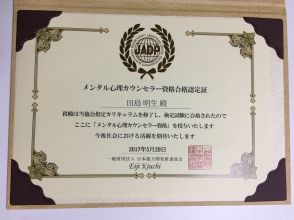 JADP
メンタル心理カウンセラー資格合格認定証
田島 明生 殿
貴殿は当協会指定カリキュラムを修了し、検定試験に合格されたので
ここに「メンタル心理カウンセラー資格」を授与いたします
今後社会における活躍を期待いたします
2017年5月29日
一般財団法人 日本能力開発推進協会
Eiji Kiuchi